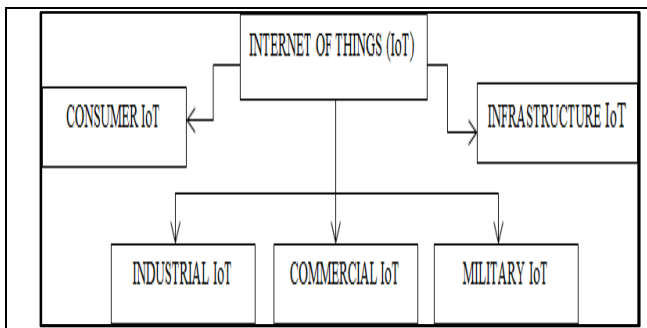 INTERNET OF THINGS (IoT)
CONSUMER IoT
INFRASTRUCTURE IoT
INDUSTRIAL IoT
COMMERCIAL IoT
MILITARY IoT